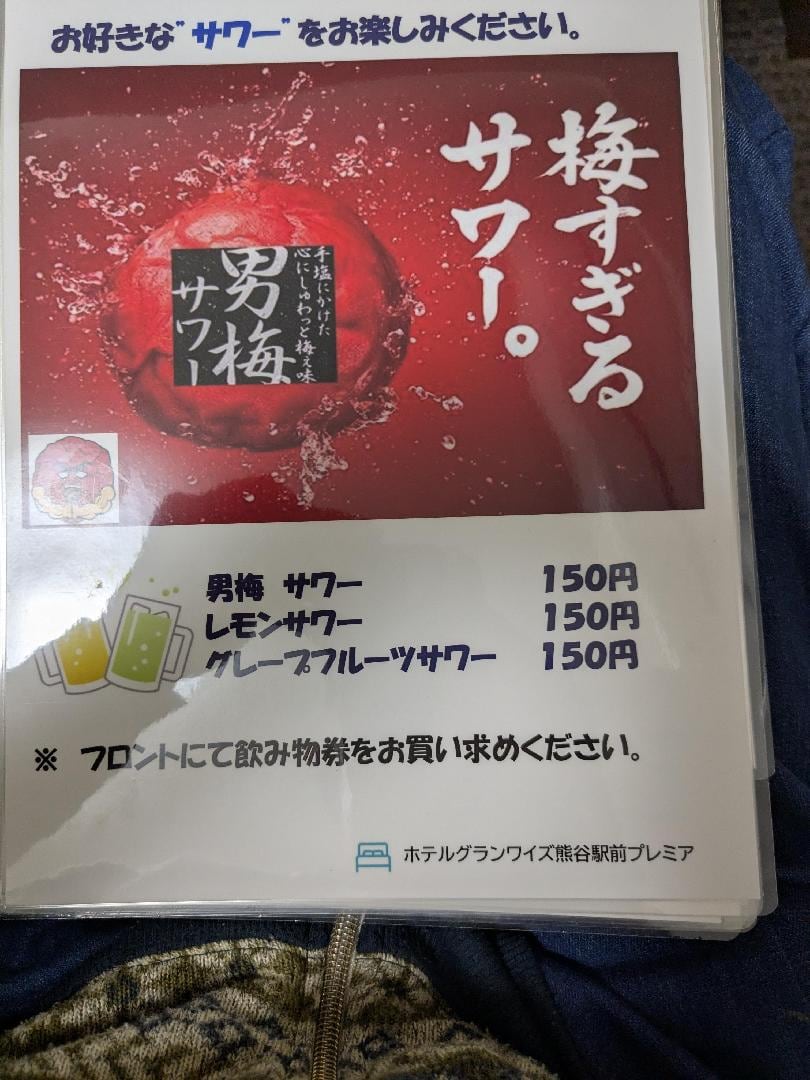 お好きな"サワー"をお楽しみください。
梅すぎる
サワー。
手塩にかけた
心にしゅわっと梅ぇ味
男梅
サワー
男梅 サワー 150円
レモンサワー 150円
グレープフルーツサワー 150円
※ フロントにて飲み物券をお買い求めください。
ホテルグランワイズ熊谷駅前プレミア